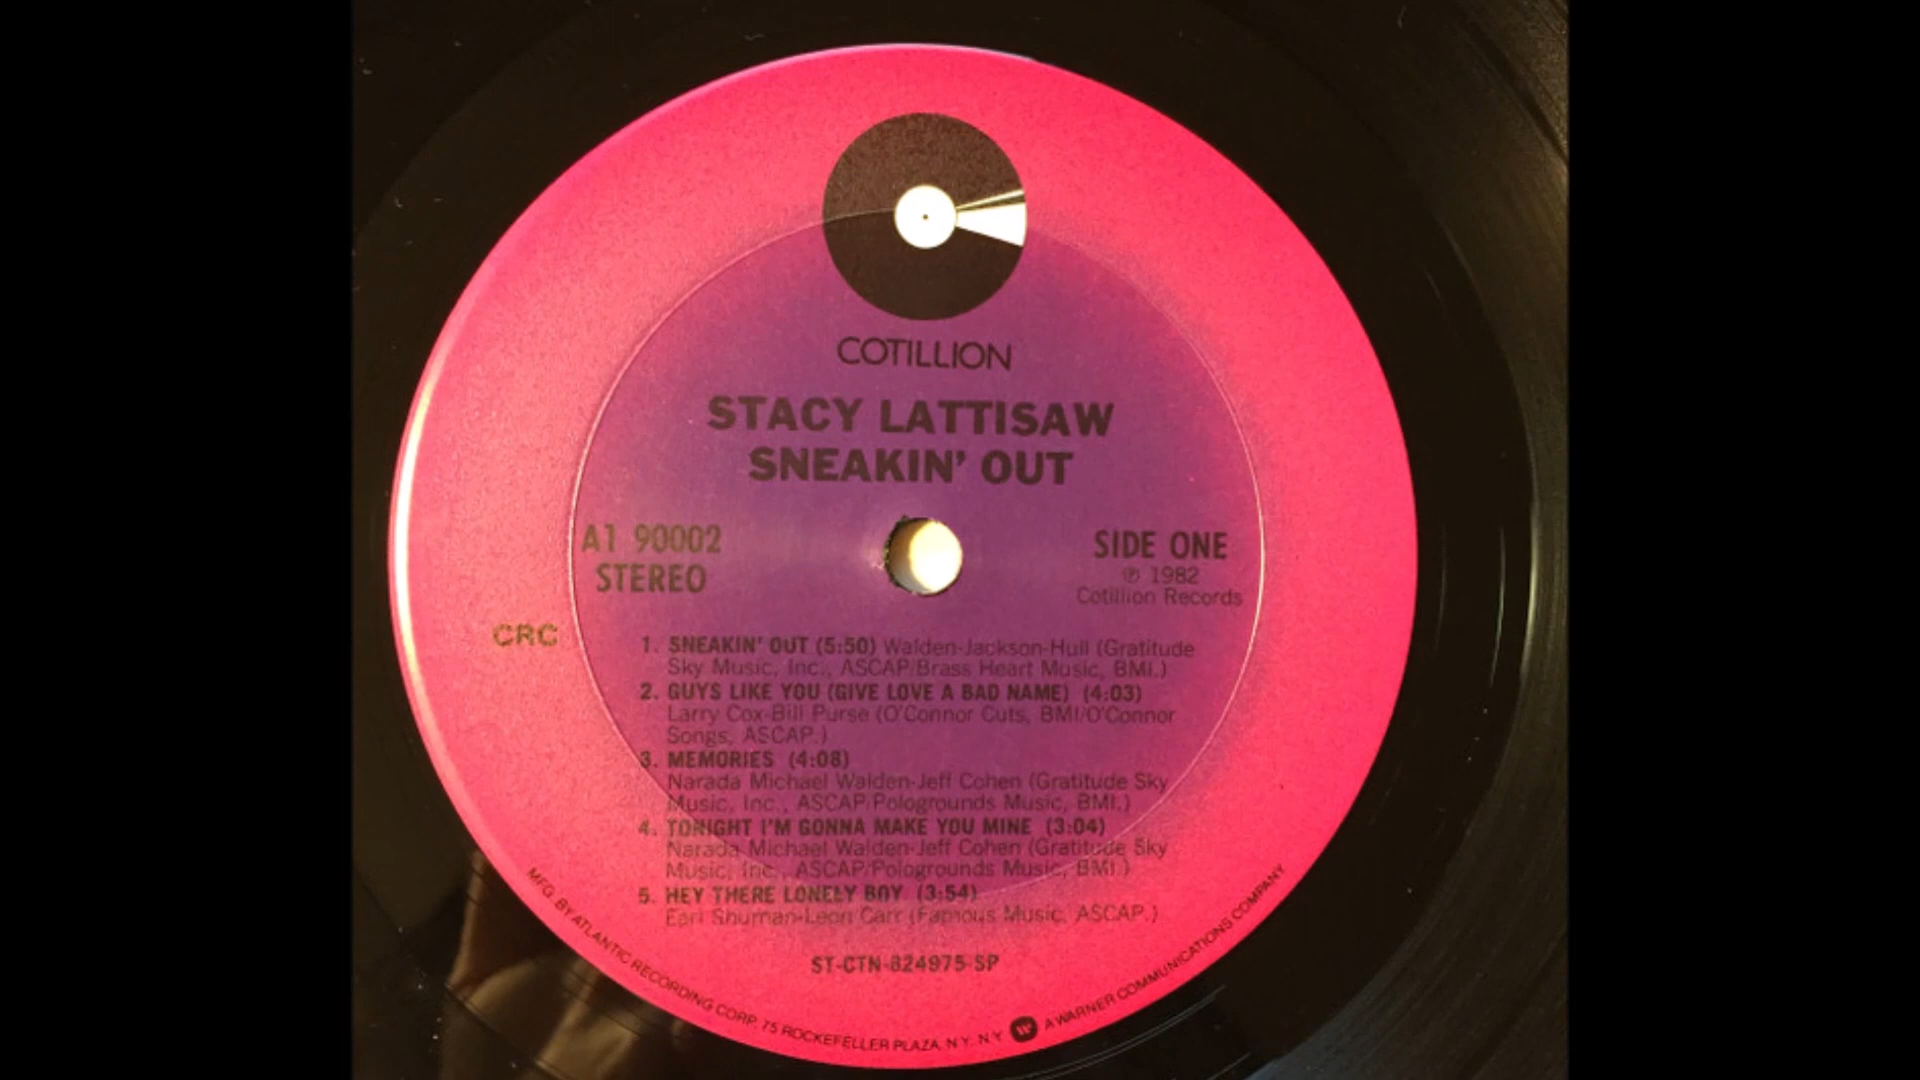 COTILLION
STACY LATTISAW
SNEAKIN' OUT
A1 90002
STEREO
SIDE ONE
℗ 1982
Cotillion Records
CRC
1. SNEAKIN' OUT (5:50) Walden-Jackson-Hull (Gratitude
Sky Music, Inc., ASCAP/Brass Heart Music, BMI.)
2. GUYS LIKE YOU (GIVE LOVE A BAD NAME) (4:03)
Larry Cox-Bill Purse (O'Connor Cuts, BMI/O'Connor
Songs, ASCAP.)
3. MEMORIES (4:08)
Narada Michael Walden-Jeff Cohen (Gratitude Sky
Music, Inc., ASCAP/Pologrounds Music, BMI.)
4. TONIGHT I'M GONNA MAKE YOU MINE (3:04)
Narada Michael Walden-Jeff Cohen (Gratitude Sky
Music, Inc., ASCAP/Pologrounds Music, BMI.)
5. HEY THERE LONELY BOY (3:54)
Earl Shuman-Leon Carr (Famous Music, ASCAP.)
ST-CTN-824975-SP
MFG. BY ATLANTIC RECORDING CORP. 75 ROCKEFELLER PLAZA, N.Y. N.Y. A WARNER COMMUNICATIONS COMPANY